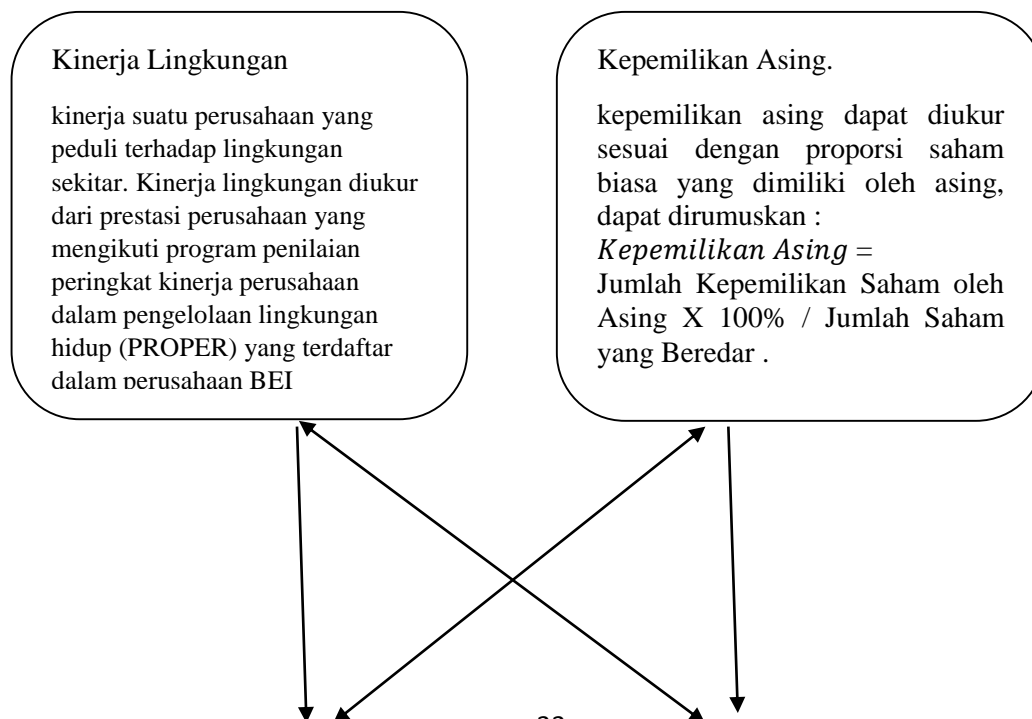 Kinerja Lingkungan
kinerja suatu perusahaan yang
peduli terhadap lingkungan
sekitar. Kinerja lingkungan diukur
dari prestasi perusahaan yang
mengikuti program penilaian
peringkat kinerja perusahaan
dalam pengelolaan lingkungan
hidup (PROPER) yang terdaftar
dalam perusahaan BEI
Kepemilikan Asing.
kepemilikan asing dapat diukur
sesuai dengan proporsi saham
biasa yang dimiliki oleh asing,
dapat dirumuskan :
Kepemilikan Asing =
Jumlah Kepemilikan Saham oleh
Asing X 100% / Jumlah Saham
yang Beredar .